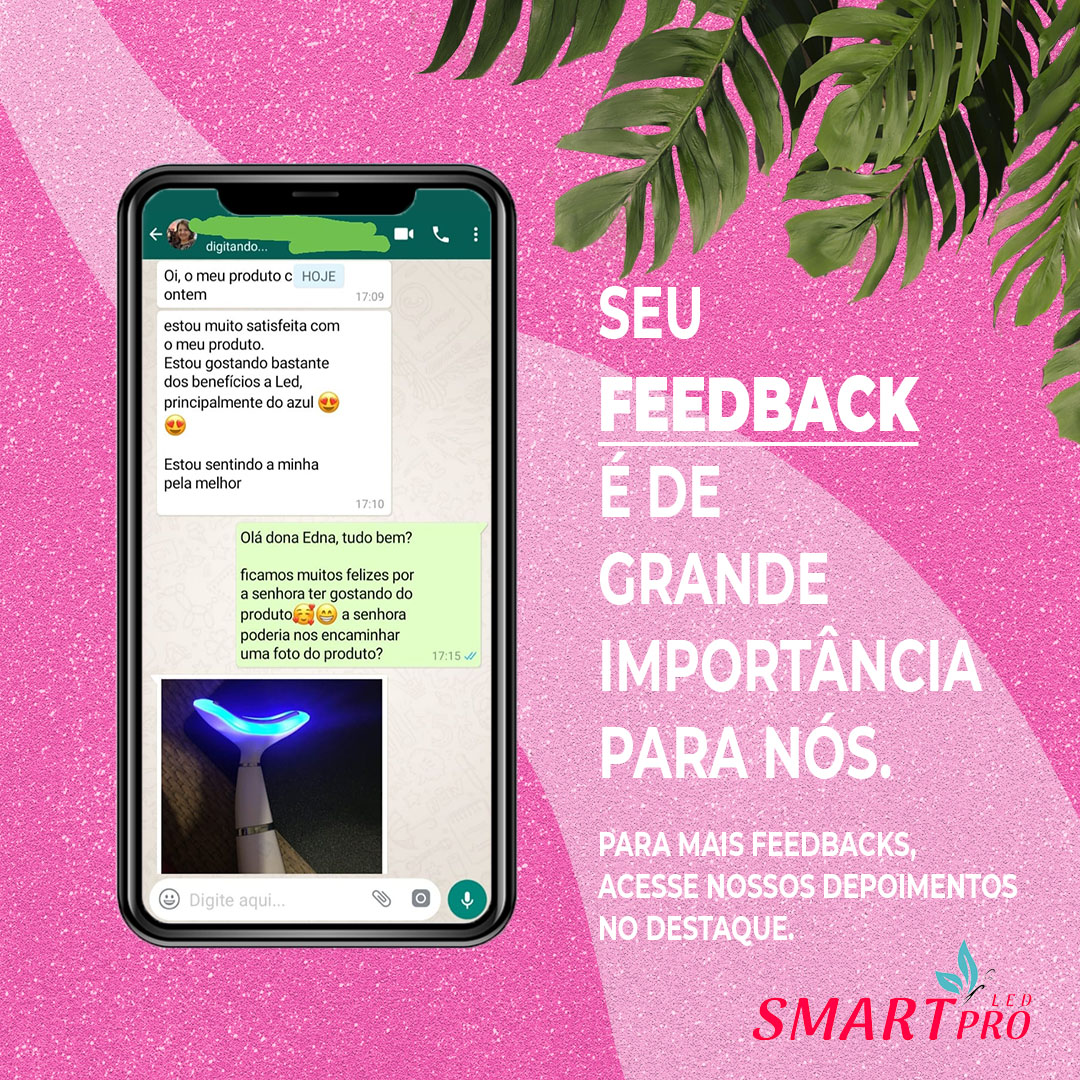 digitando...
Oi, o meu produto c HOJE
ontem
17:09
estou muito satisfeita com
o meu produto.
Estou gostando bastante
dos benefícios a Led,
principalmente do azul 😍
😍
Estou sentindo a minha
pela melhor
17:10
Olá dona Edna, tudo bem?
ficamos muitos felizes por
a senhora ter gostando do
produto🥰😁 a senhora
poderia nos encaminhar
uma foto do produto?
17:15
Digite aqui...
SEU
FEEDBACK
É DE
GRANDE
IMPORTÂNCIA
PARA NÓS.
PARA MAIS FEEDBACKS,
ACESSE NOSSOS DEPOIMENTOS
NO DESTAQUE.
SMART LED
PRO